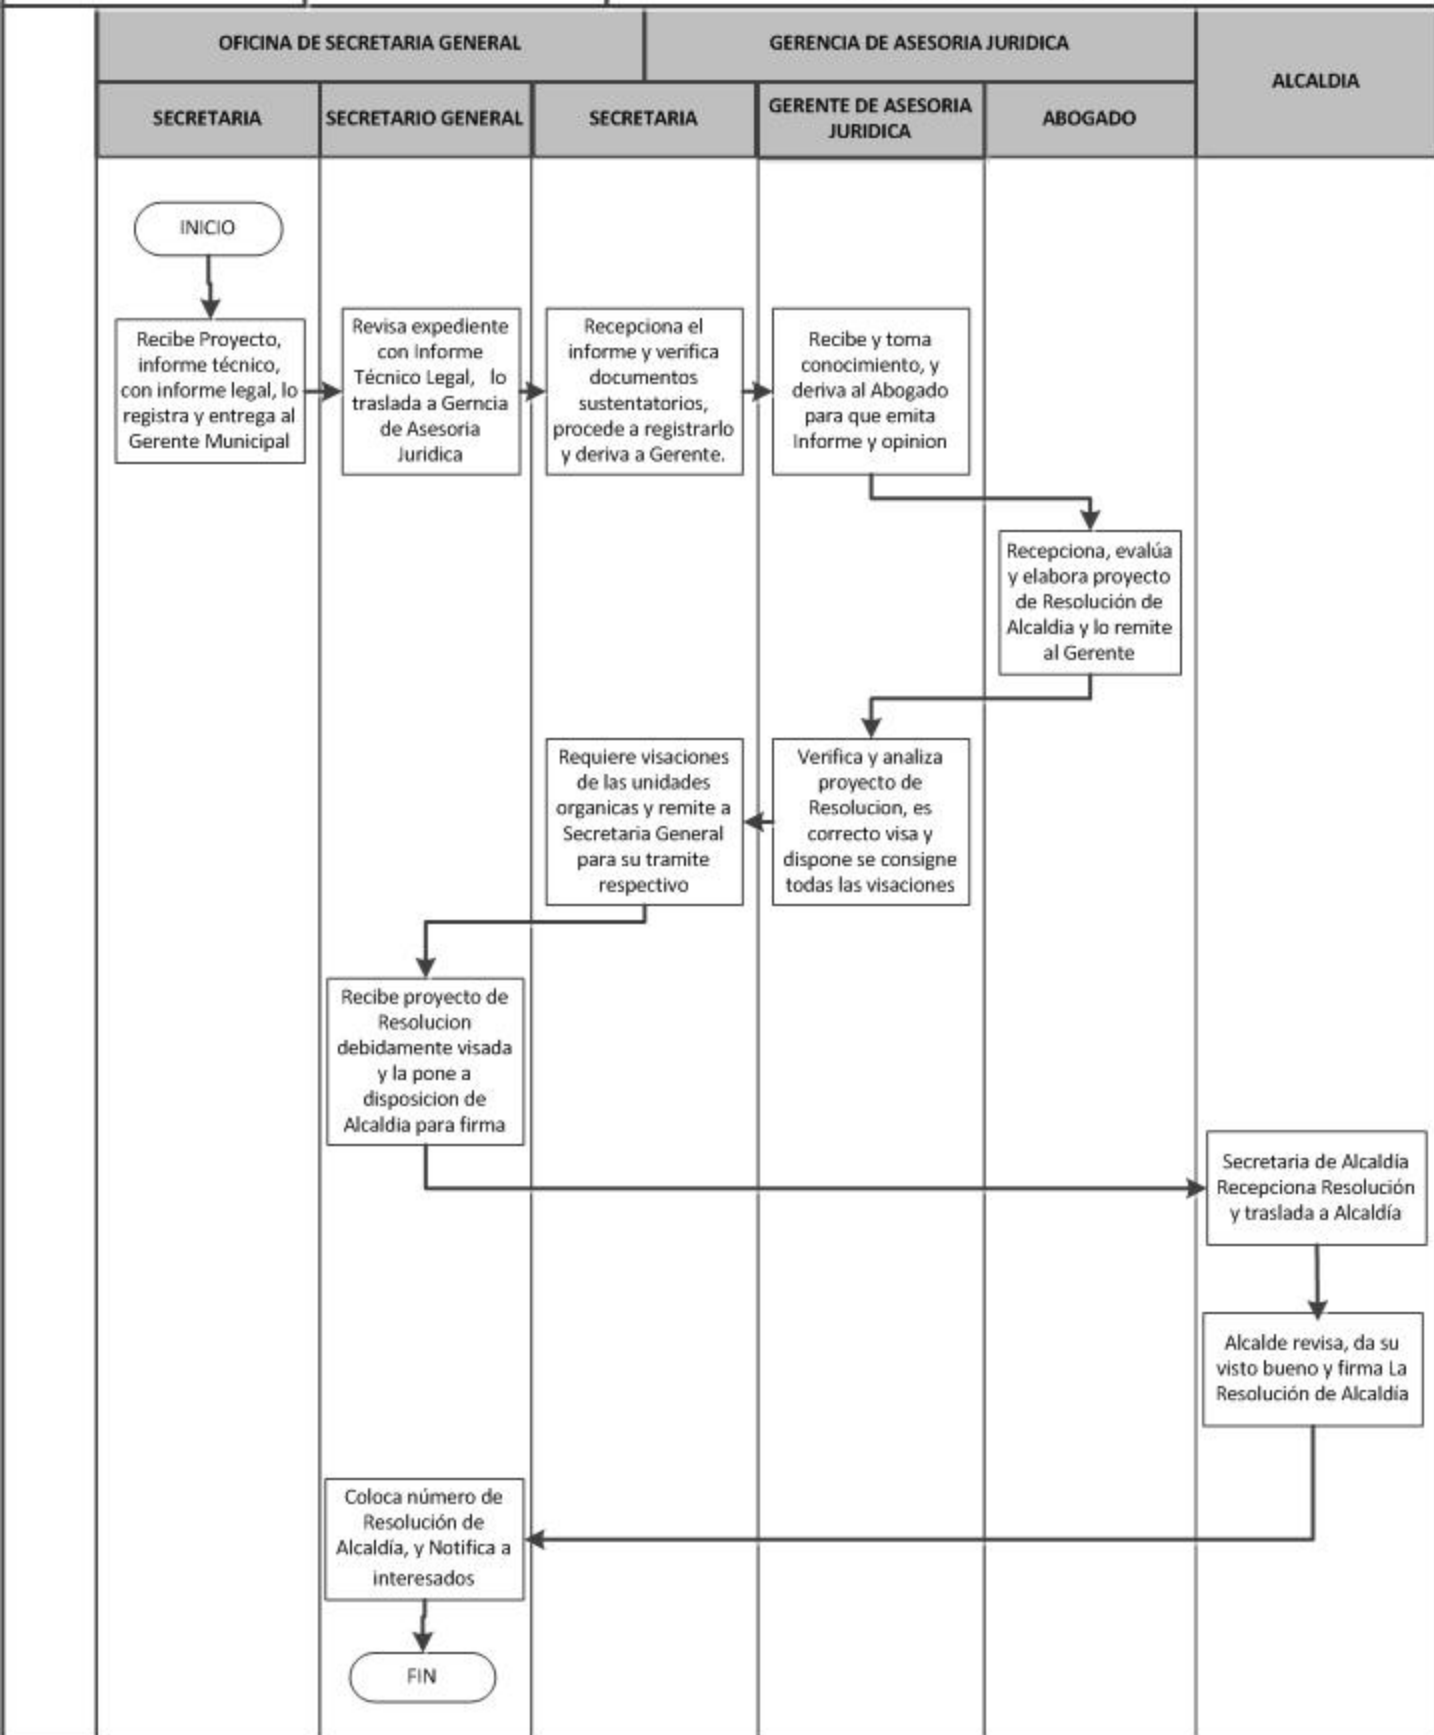 OFICINA DE SECRETARIA GENERAL
GERENCIA DE ASESORIA JURIDICA
ALCALDIA
SECRETARIA
SECRETARIO GENERAL
SECRETARIA
GERENTE DE ASESORIA
JURIDICA
ABOGADO
INICIO
Recibe Proyecto,
informe técnico,
con informe legal, lo
registra y entrega al
Gerente Municipal
Revisa expediente
con Informe
Técnico Legal, lo
traslada a Gerncia
de Asesoria
Juridica
Recepciona el
informe y verifica
documentos
sustentatorios,
procede a registrarlo
y deriva a Gerente.
Recibe y toma
conocimiento, y
deriva al Abogado
para que emita
Informe y opinion
Recepciona, evalúa
y elabora proyecto
de Resolución de
Alcaldia y lo remite
al Gerente
Verifica y analiza
proyecto de
Resolucion, es
correcto visa y
dispone se consigne
todas las visaciones
Requiere visaciones
de las unidades
organicas y remite a
Secretaria General
para su tramite
respectivo
Recibe proyecto de
Resolucion
debidamente visada
y la pone a
disposicion de
Alcaldia para firma
Secretaria de Alcaldía
Recepciona Resolución
y traslada a Alcaldía
Alcalde revisa, da su
visto bueno y firma La
Resolución de Alcaldía
Coloca número de
Resolución de
Alcaldía, y Notifica a
interesados
FIN